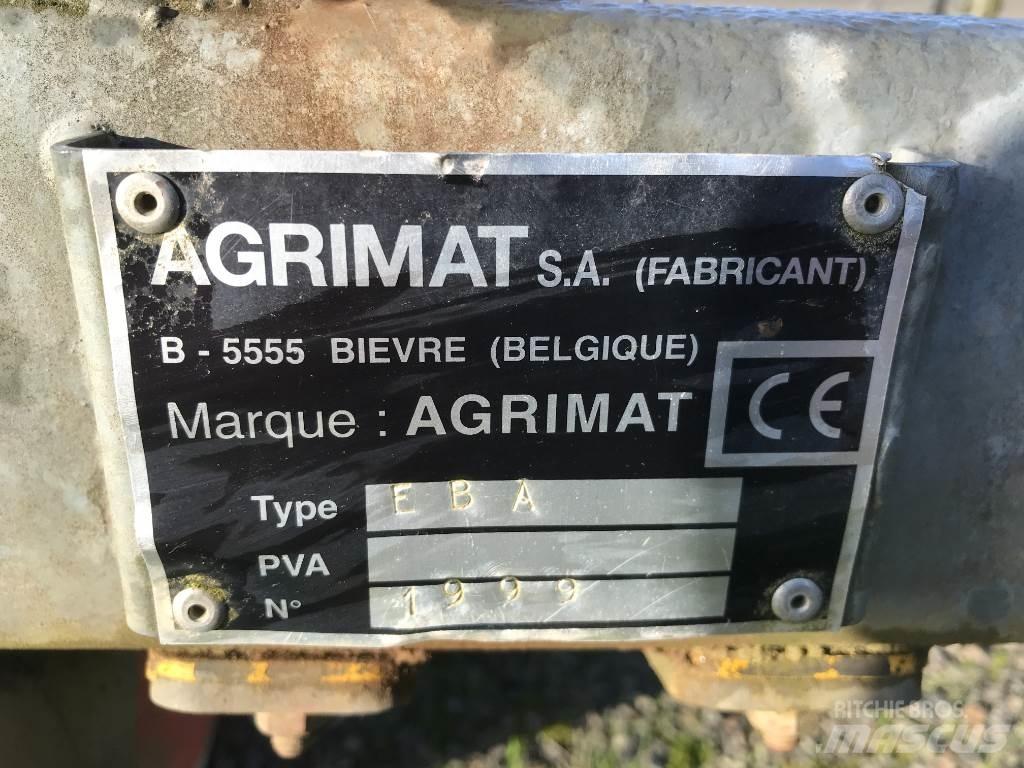 AGRIMAT S.A. (FABRICANT)
B - 5555 BIEVRE (BELGIQUE)
Marque : AGRIMAT CE
Type EBA
PVA
N° 1999
RITCHIE BROS.
MASCUS